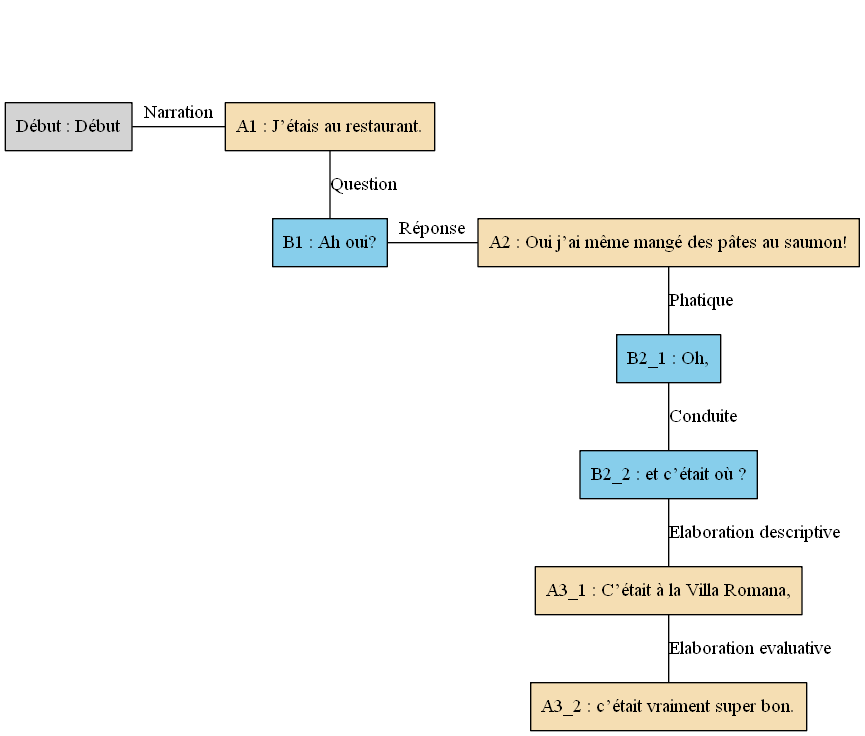 Début : Début
Narration
A1 : J’étais au restaurant.
Question
B1 : Ah oui?
Réponse
A2 : Oui j’ai même mangé des pâtes au saumon!
Phatique
B2_1 : Oh,
Conduite
B2_2 : et c’était où ?
Elaboration descriptive
A3_1 : C’était à la Villa Romana,
Elaboration evaluative
A3_2 : c’était vraiment super bon.